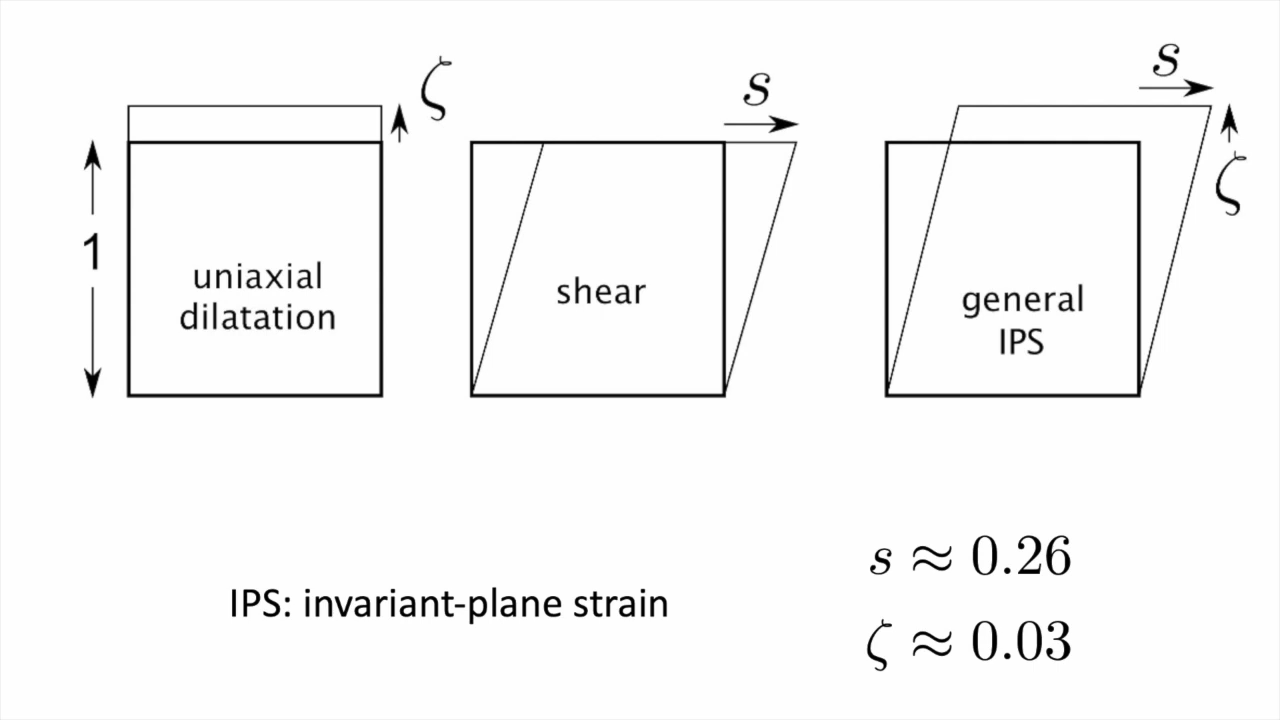 ζ
s
s
ζ
1
uniaxial
dilatation
shear
general
IPS
IPS: invariant-plane strain
s ≈ 0.26
ζ ≈ 0.03